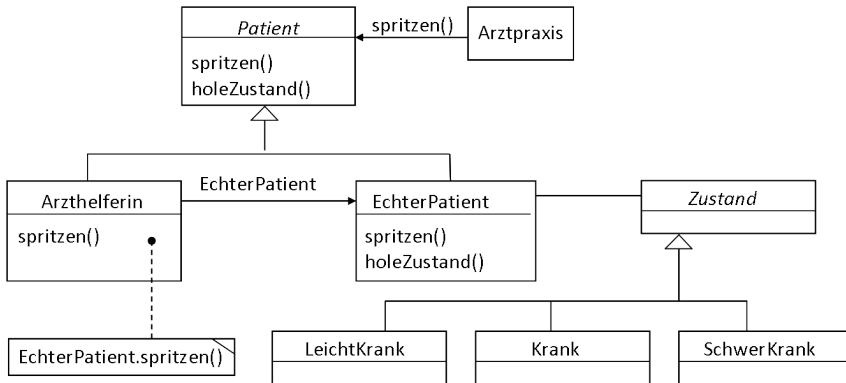 Patient
spritzen()
holeZustand()
spritzen()
Arztpraxis
Arzthelferin
spritzen()
EchterPatient
EchterPatient
spritzen()
holeZustand()
Zustand
EchterPatient.spritzen()
LeichtKrank
Krank
SchwerKrank